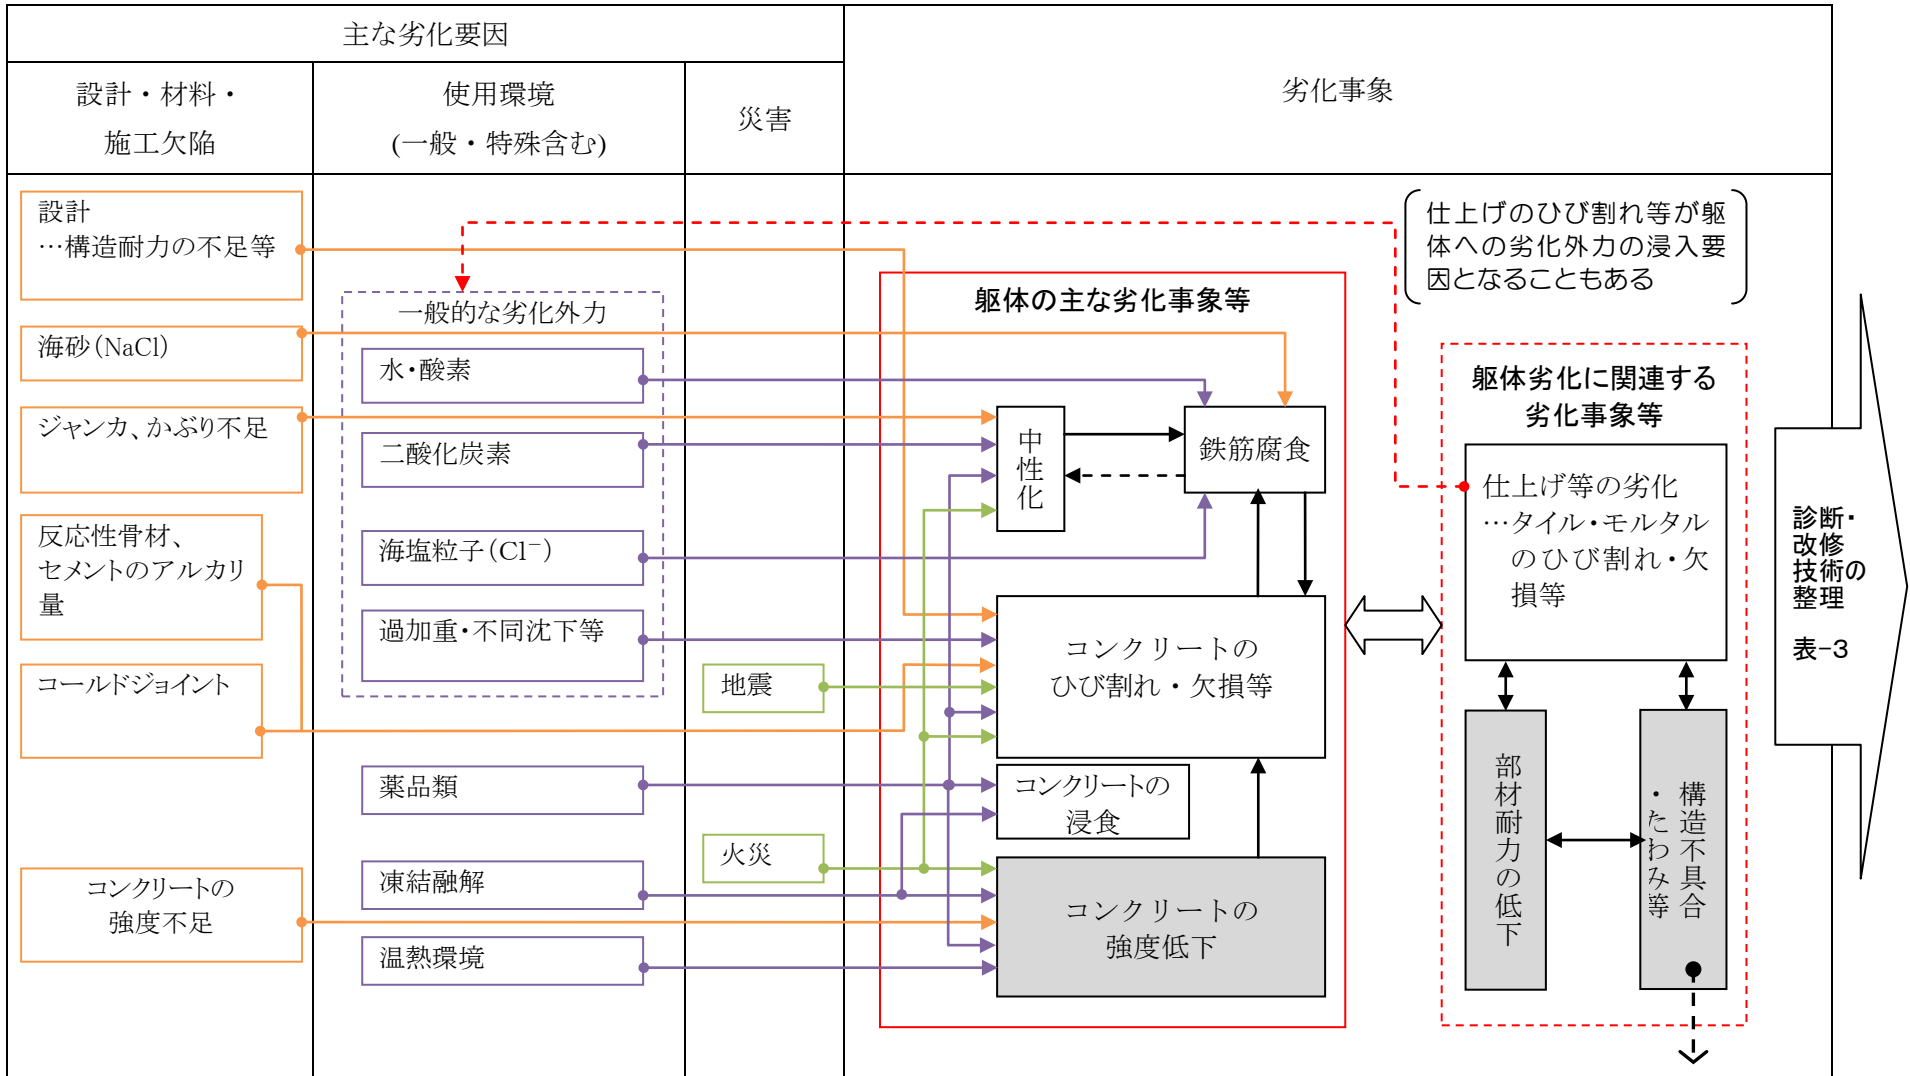 主な劣化要因
設計・材料・
施工欠陥
使用環境
(一般・特殊含む)
災害
劣化事象
設計
…構造耐力の不足等
海砂(NaCl)
ジャンカ、かぶり不足
反応性骨材、
セメントのアルカリ
量
コールドジョイント
コンクリートの
強度不足
一般的な劣化外力
水・酸素
二酸化炭素
海塩粒子(Cl⁻)
過加重・不同沈下等
薬品類
凍結融解
温熱環境
地震
火災
躯体の主な劣化事象等
中性化
鉄筋腐食
コンクリートの
ひび割れ・欠損等
コンクリートの
浸食
コンクリートの
強度低下
仕上げのひび割れ等が躯
体への劣化外力の浸入要
因となることもある
躯体劣化に関連する
劣化事象等
仕上げ等の劣化
…タイル・モルタル
のひび割れ・欠
損等
部材耐力の低下
構造不具合
・たわみ等
診断・
改修
技術の
整理
表-3